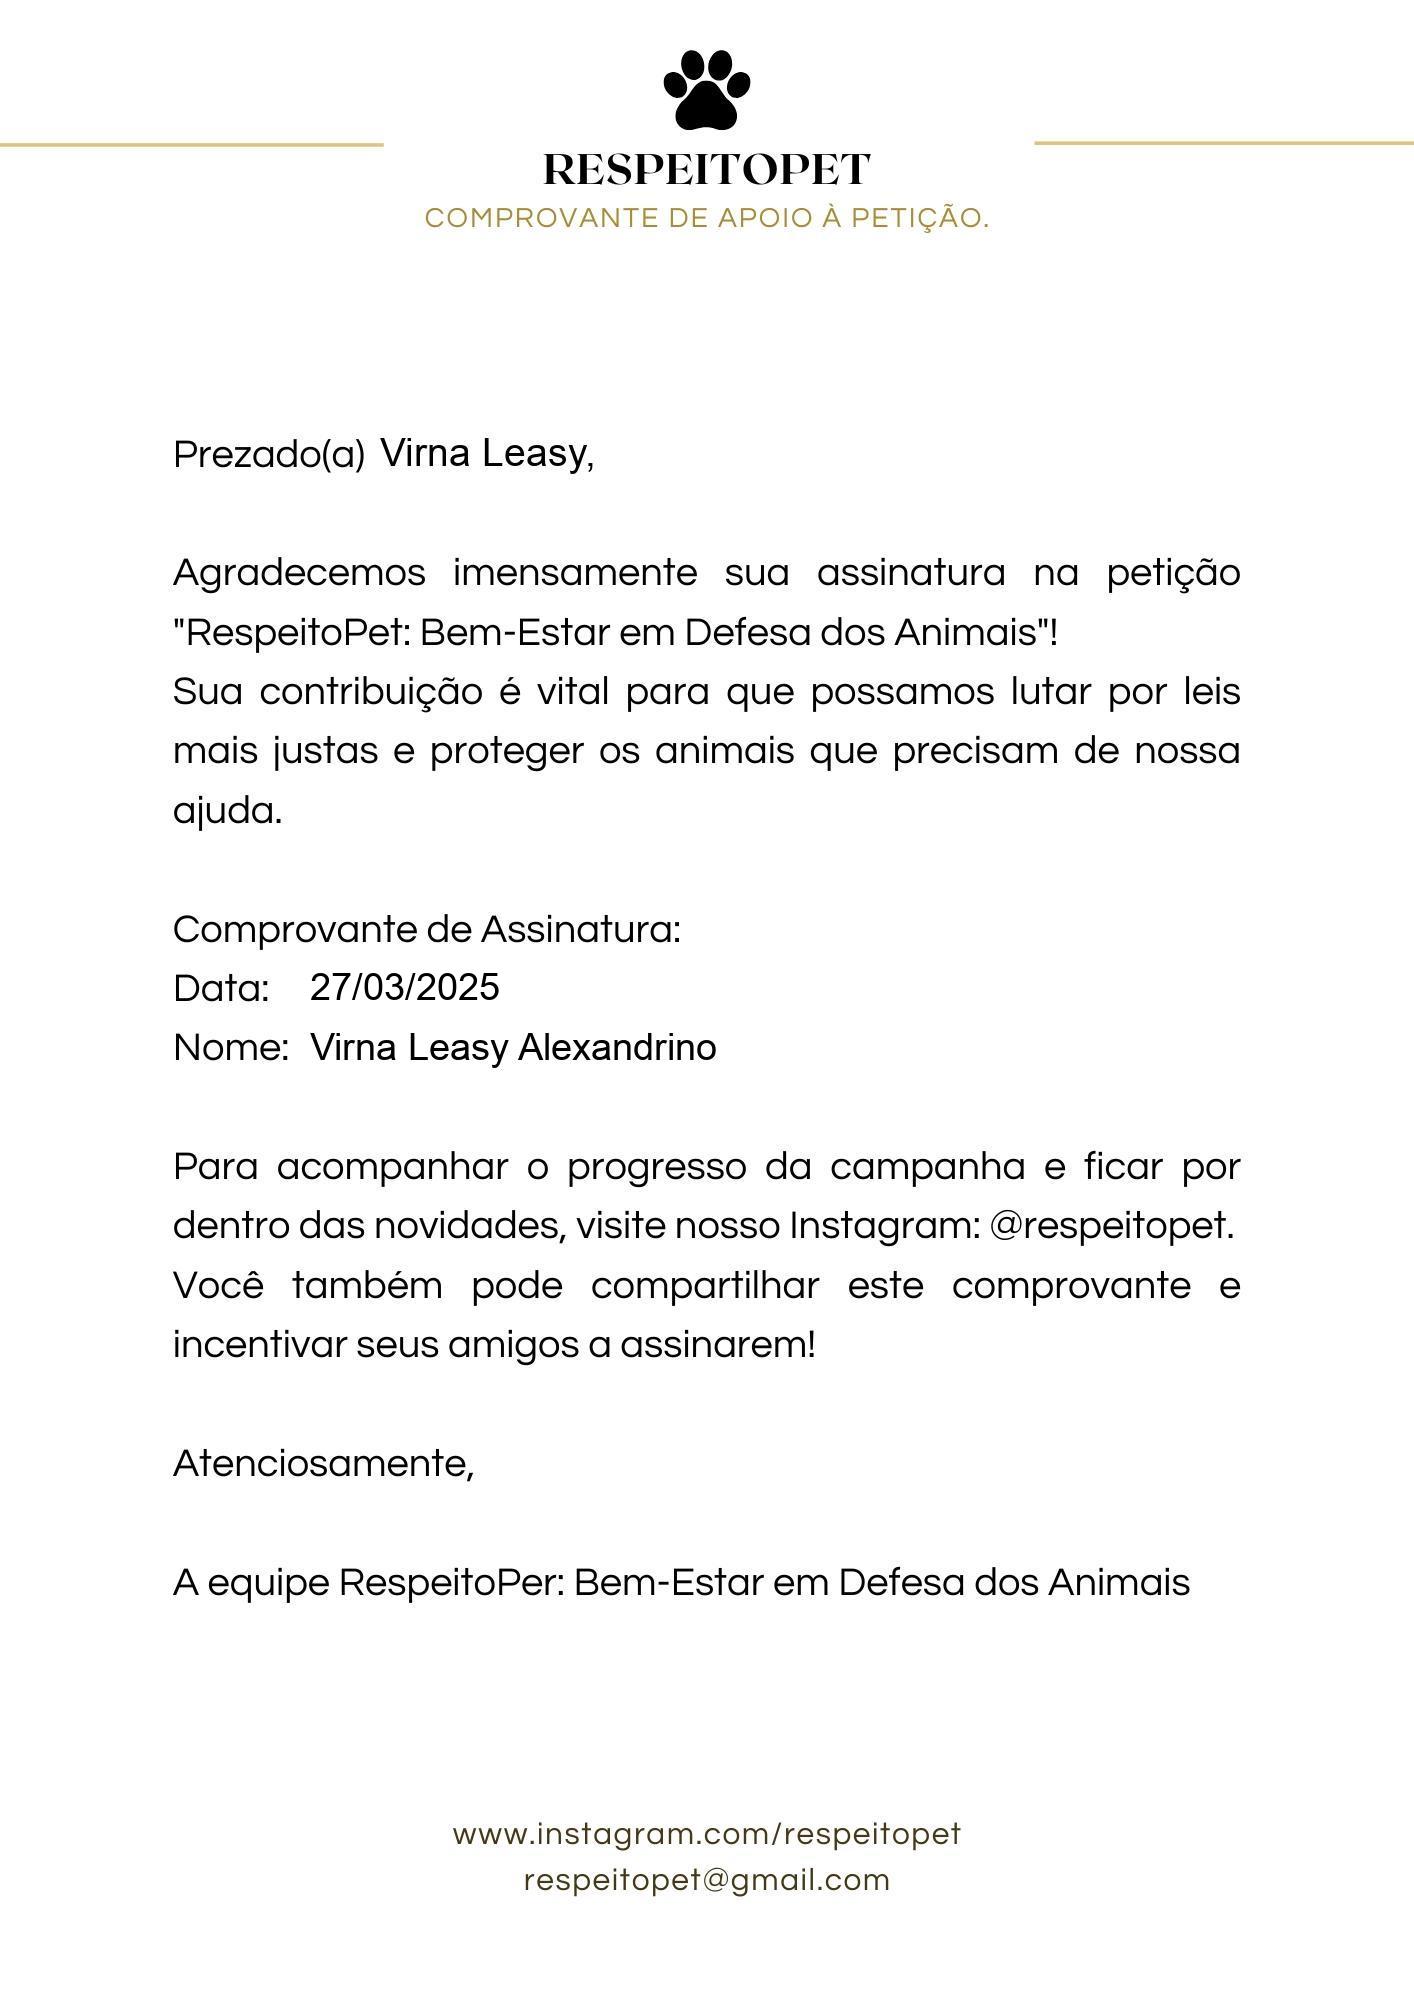 RESPEITOPET
COMPROVANTE DE APOIO À PETIÇÃO.
Prezado(a) Virna Leasy,
Agradecemos imensamente sua assinatura na petição
"RespeitoPet: Bem-Estar em Defesa dos Animais"!
Sua contribuição é vital para que possamos lutar por leis
mais justas e proteger os animais que precisam de nossa
ajuda.
Comprovante de Assinatura:
Data: 27/03/2025
Nome: Virna Leasy Alexandrino
Para acompanhar o progresso da campanha e ficar por
dentro das novidades, visite nosso Instagram: @respeitopet.
Você também pode compartilhar este comprovante e
incentivar seus amigos a assinarem!
Atenciosamente,
A equipe RespeitoPer: Bem-Estar em Defesa dos Animais
www.instagram.com/respeitopet
respeitopet@gmail.com